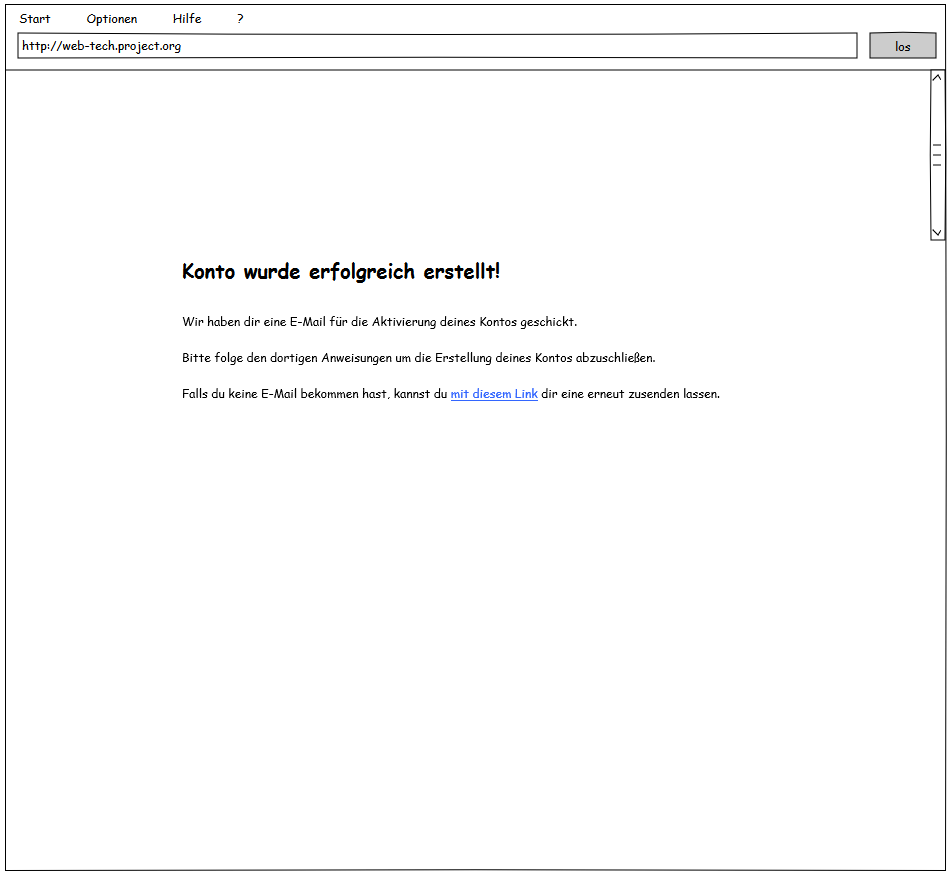 Start Optionen Hilfe ?
http://web-tech.project.org los
Konto wurde erfolgreich erstellt!
Wir haben dir eine E-Mail für die Aktivierung deines Kontos geschickt.
Bitte folge den dortigen Anweisungen um die Erstellung deines Kontos abzuschließen.
Falls du keine E-Mail bekommen hast, kannst du mit diesem Link dir eine erneut zusenden lassen.